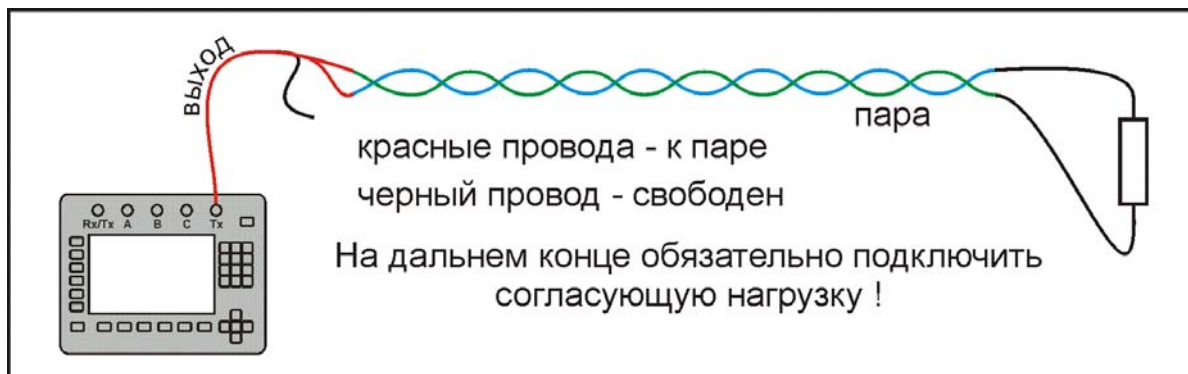 выход
пара
красные провода - к паре
черный провод - свободен
Rx/Tx A B C Tx
На дальнем конце обязательно подключить
согласующую нагрузку !